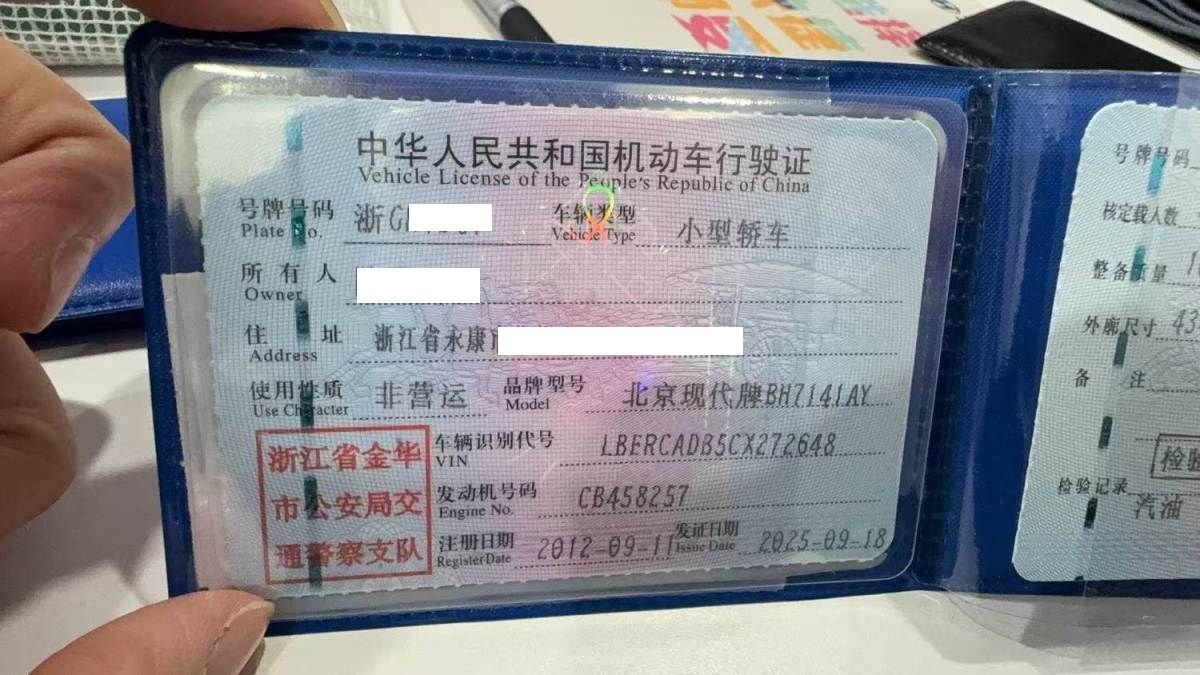 中华人民共和国机动车行驶证
Vehicle License of the People's Republic of China
号牌号码 浙G 车辆类型 小型轿车
Plate No. Vehicle Type
所有人
Owner
住址 浙江省永康
Address
使用性质 非营运 品牌型号 北京现代牌BH7141AY
Use Character Model
车辆识别代号 LBERCADB5CX272648
VIN
发动机号码 CB458257
Engine No.
注册日期 2012-09-11 发证日期 2025-09-18
Register Date Issue Date
浙江省金华
市公安局交
通警察支队
号牌号码
核定载人数
整备质量
外廓尺寸 43
备注
检验
检验记录
汽油